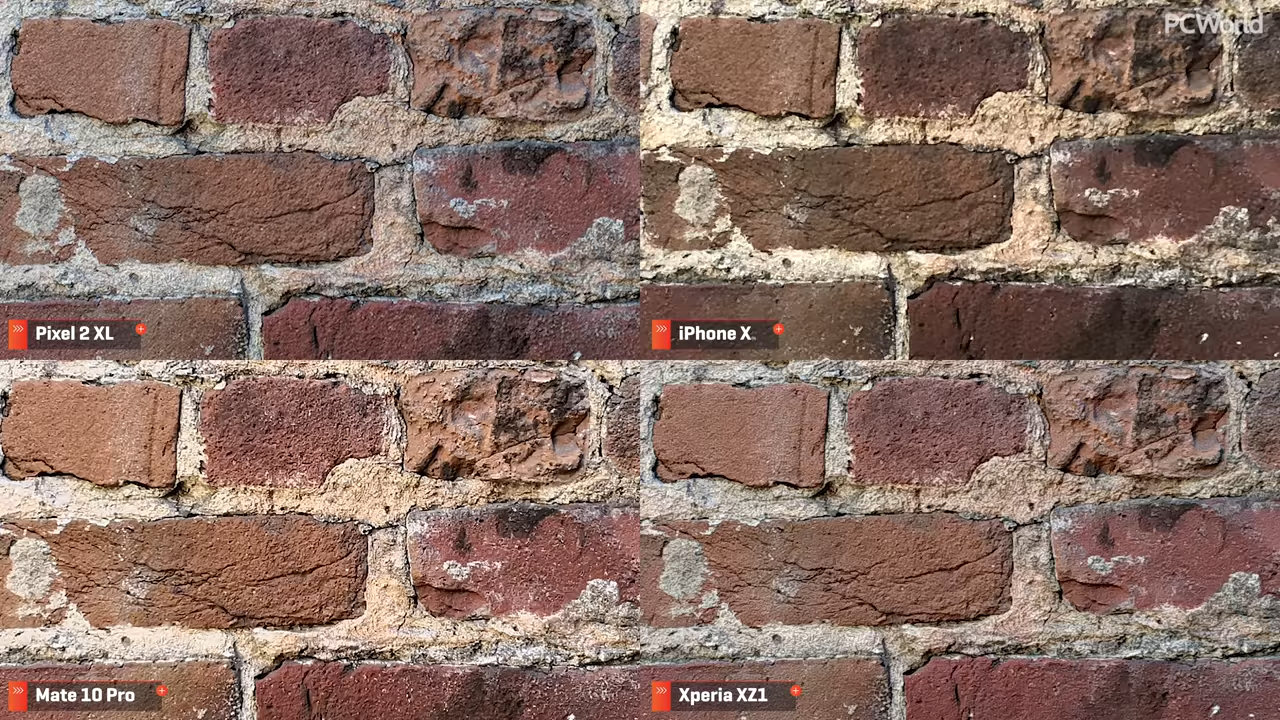 PCWorld
Pixel 2 XL
iPhone X
Mate 10 Pro
Xperia XZ1